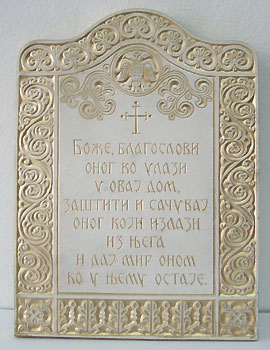 Боже, благослови
оног ко улази
у овај дом,
заштити и сачувај
оног који излази
из њега
и дај мир оном
ко у њему остаје.